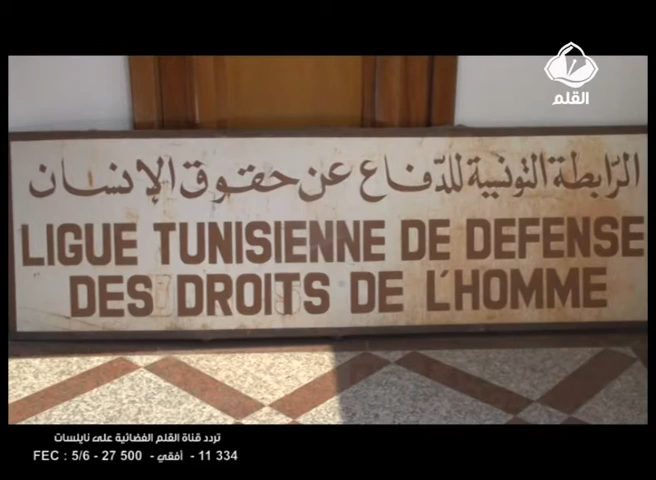 القلم
الرابطة التونسية للدفاع عن حقوق الإنسان
LIGUE TUNISIENNE DE DEFENSE
DES DROITS DE L'HOMME
تردد قناة القلم الفضائية على نايلسات
FEC : 5/6 - 27 500 - أفقي - 11 334